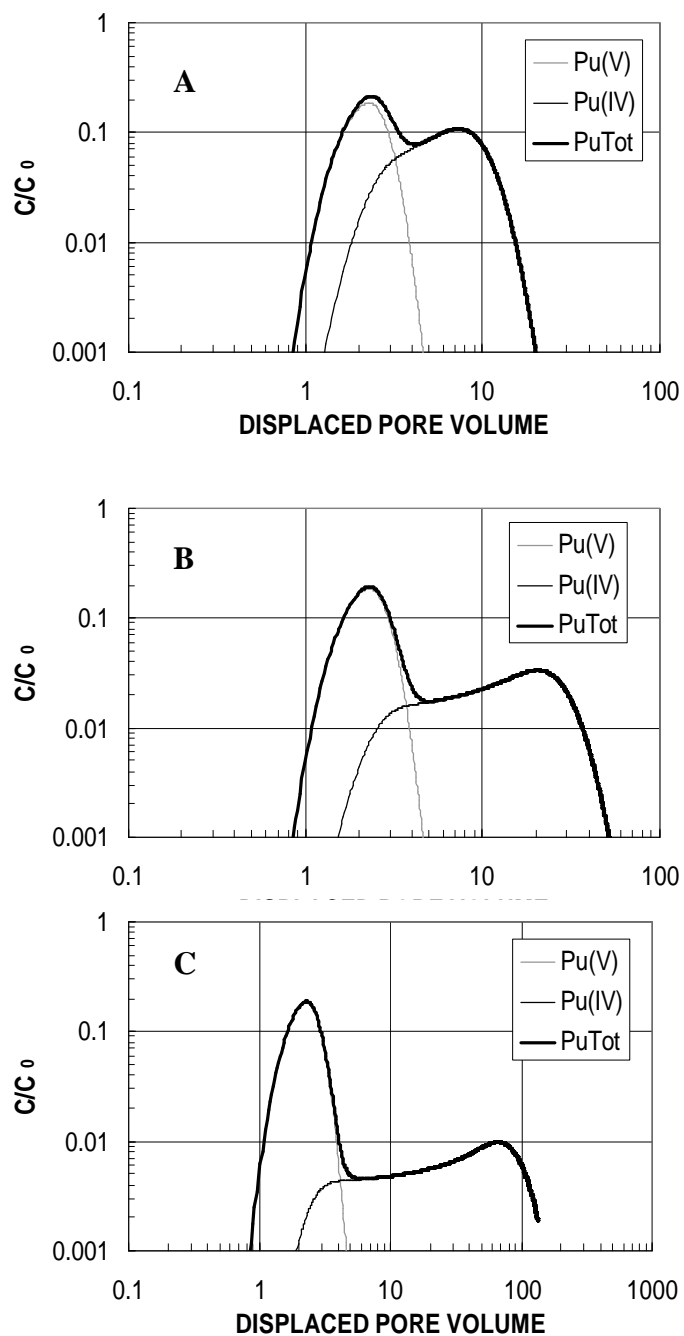 1
A
Pu(V)
Pu(IV)
PuTot
0.1
C/C 0
0.01
0.001
0.1 1 10 100
DISPLACED PORE VOLUME
1
B
Pu(V)
Pu(IV)
PuTot
0.1
C/C 0
0.01
0.001
0.1 1 10 100
DISPLACED PORE VOLUME
1
C
Pu(V)
Pu(IV)
PuTot
0.1
C/C 0
0.01
0.001
0.1 1 10 100 1000
DISPLACED PORE VOLUME